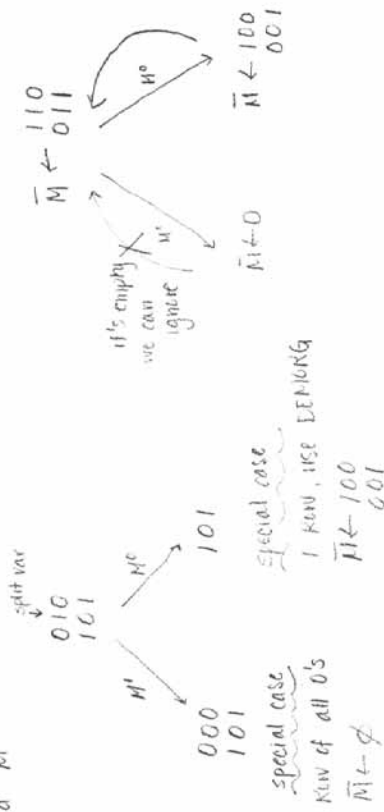 split var
010
101
M¹
M⁰
000
101
special case
row of all 0's
M̄ ← ∅
101
special case
1 row, use DEMORG
M̄ ← 100
001
M̄ ← 110
011
it's empty
we can
ignore
M¹
M⁰
M̄ ← 0
M̄ ← 100
001